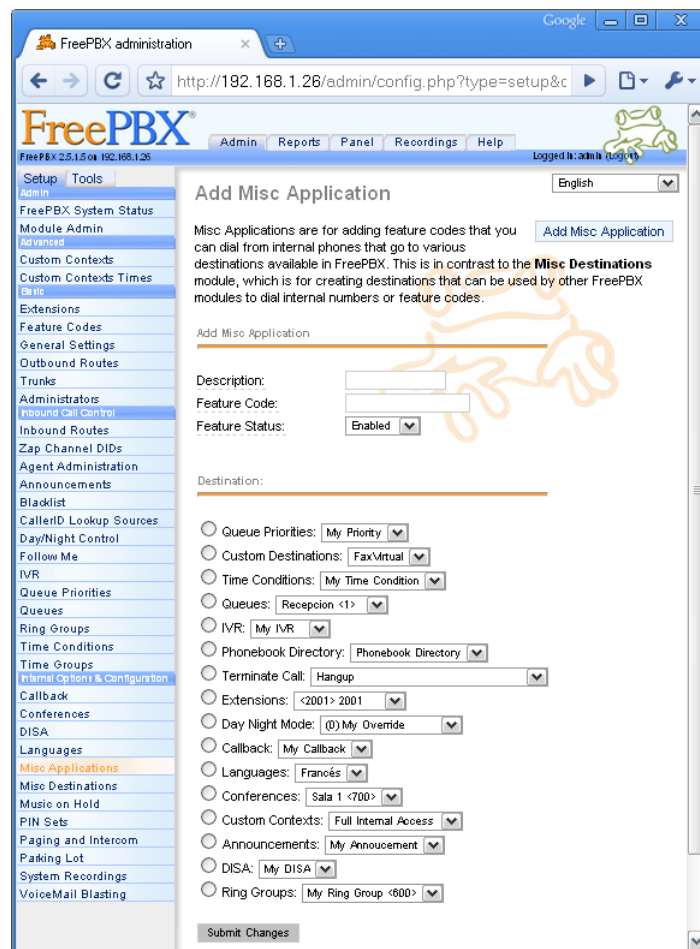 Google
FreePBX administration
http://192.168.1.26/admin/config.php?type=setup&c
FreePBX
Admin Reports Panel Recordings Help
FreePBX 2.5.1.5 on 192.168.1.26
Logged in: admin (Logout)
Setup Tools
Admin
FreePBX System Status
Module Admin
Advanced
Custom Contexts
Custom Contexts Times
Basic
Extensions
Feature Codes
General Settings
Outbound Routes
Trunks
Administrators
Inbound Call Control
Inbound Routes
Zap Channel DIDs
Agent Administration
Announcements
Blacklist
CallerID Lookup Sources
Day/Night Control
Follow Me
IVR
Queue Priorities
Queues
Ring Groups
Time Conditions
Time Groups
Internal Options & Configuration
Callback
Conferences
DISA
Languages
Misc Applications
Misc Destinations
Music on Hold
PIN Sets
Paging and Intercom
Parking Lot
System Recordings
VoiceMail Blasting
English
Add Misc Application
Add Misc Application
Misc Applications are for adding feature codes that you
can dial from internal phones that go to various
destinations available in FreePBX. This is in contrast to the Misc Destinations
module, which is for creating destinations that can be used by other FreePBX
modules to dial internal numbers or feature codes.
Add Misc Application
Description:
Feature Code:
Feature Status: Enabled
Destination:
Queue Priorities: My Priority
Custom Destinations: FaxVirtual
Time Conditions: My Time Condition
Queues: Recepcion <1>
IVR: My IVR
Phonebook Directory: Phonebook Directory
Terminate Call: Hangup
Extensions: <2001> 2001
Day Night Mode: (0) My Override
Callback: My Callback
Languages: Francés
Conferences: Sala 1 <700>
Custom Contexts: Full Internal Access
Announcements: My Annoucement
DISA: My DISA
Ring Groups: My Ring Group <600>
Submit Changes